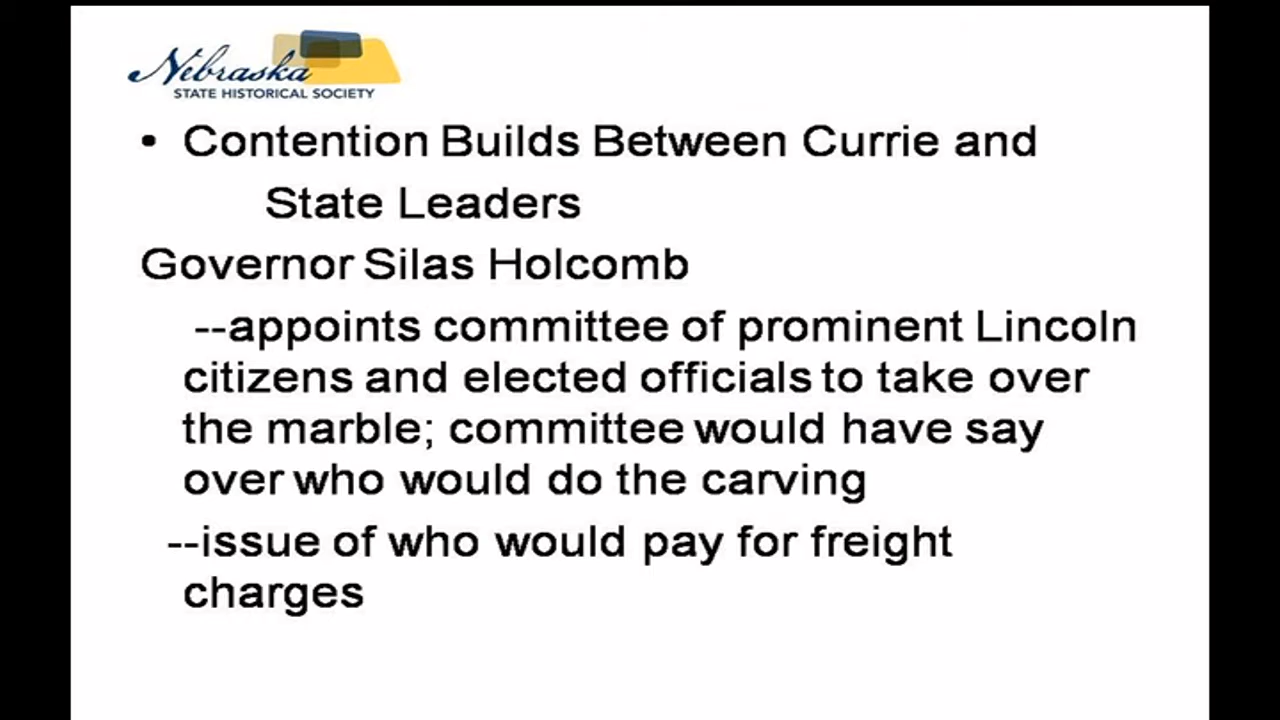 Nebraska
STATE HISTORICAL SOCIETY
• Contention Builds Between Currie and
State Leaders
Governor Silas Holcomb
--appoints committee of prominent Lincoln
citizens and elected officials to take over
the marble; committee would have say
over who would do the carving
--issue of who would pay for freight
charges